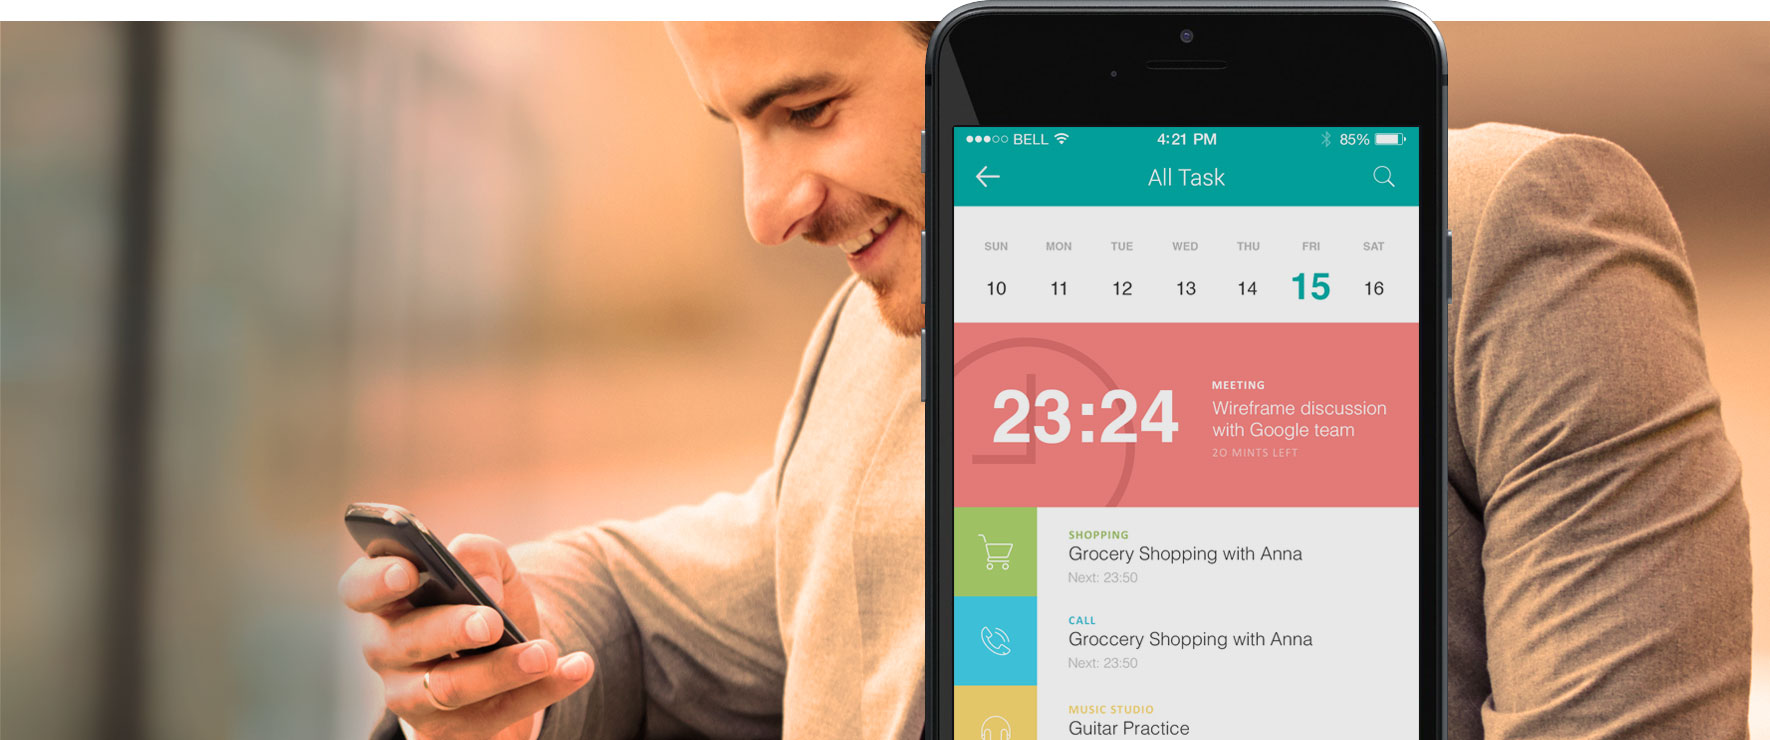 BELL 4:21 PM 85%
All Task
SUN MON TUE WED THU FRI SAT
10 11 12 13 14 15 16
23:24
MEETING
Wireframe discussion
with Google team
20 MINTS LEFT
SHOPPING
Grocery Shopping with Anna
Next: 23:50
CALL
Groccery Shopping with Anna
Next: 23:50
MUSIC STUDIO
Guitar Practice